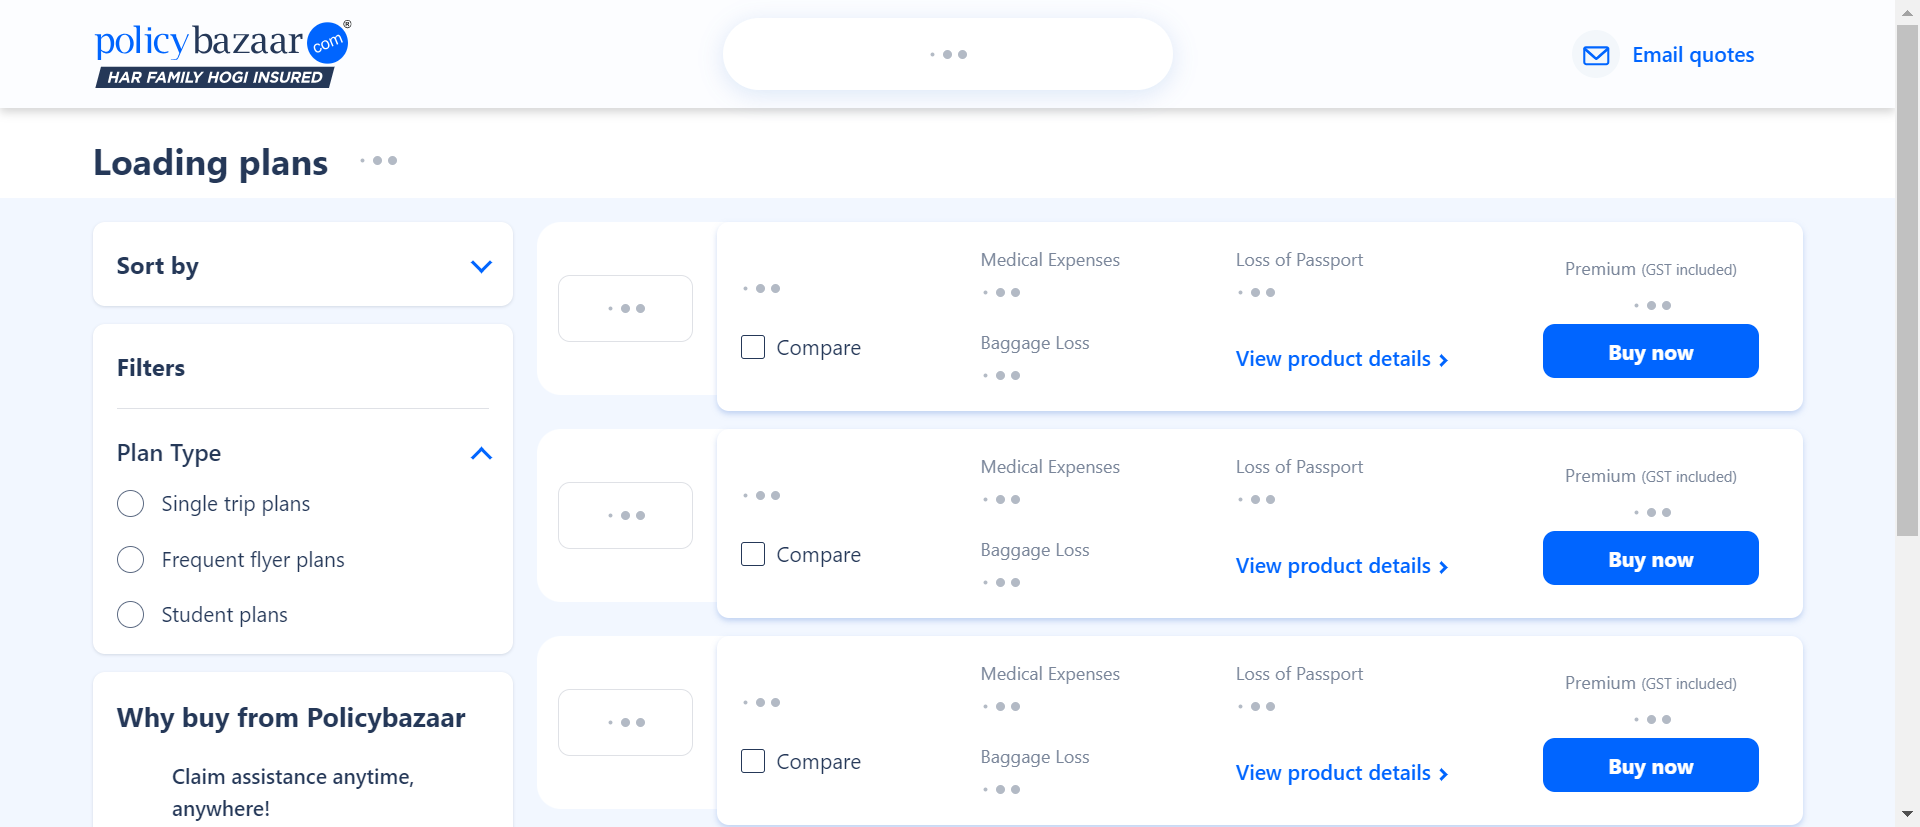 policybazaar com ®
HAR FAMILY HOGI INSURED
Email quotes
Loading plans
Sort by
Filters
Plan Type
Single trip plans
Frequent flyer plans
Student plans
Why buy from Policybazaar
Claim assistance anytime,
anywhere!
Medical Expenses
Loss of Passport
Premium (GST included)
Compare
Baggage Loss
View product details
Buy now
Medical Expenses
Loss of Passport
Premium (GST included)
Compare
Baggage Loss
View product details
Buy now
Medical Expenses
Loss of Passport
Premium (GST included)
Compare
Baggage Loss
View product details
Buy now